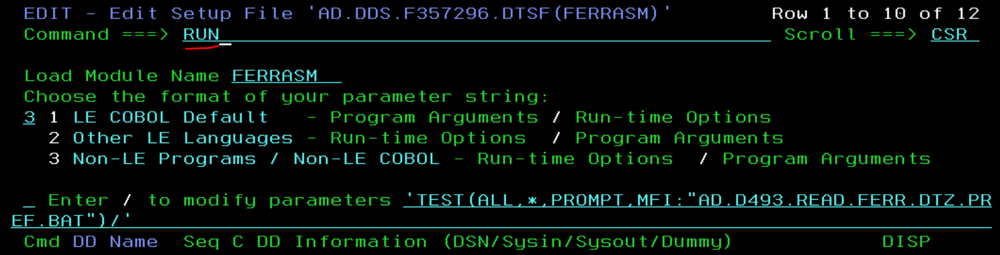 EDIT - Edit Setup File 'AD.DDS.F357296.DTSF(FERRASM)' Row 1 to 10 of 12
Command ===> RUN_ Scroll ===> CSR
Load Module Name FERRASM
Choose the format of your parameter string:
3 1 LE COBOL Default - Program Arguments / Run-time Options
2 Other LE Languages - Run-time Options / Program Arguments
3 Non-LE Programs / Non-LE COBOL - Run-time Options / Program Arguments
_ Enter / to modify parameters 'TEST(ALL,*,PROMPT,MFI:"AD.D493.READ.FERR.DTZ.PR
EF.BAT")/'
Cmd DD Name Seq C DD Information (DSN/Sysin/Sysout/Dummy) DISP